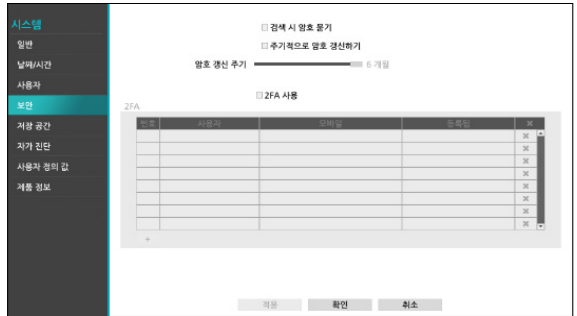 시스템
일반
날짜/시간
사용자
보안
저장 공간
자가 진단
사용자 정의 값
제품 정보
검색 시 암호 묻기
주기적으로 암호 갱신하기
암호 갱신 주기 6 개월
2FA 사용
2FA
번호 사용자 모바일 등록일
+
적용 확인 취소